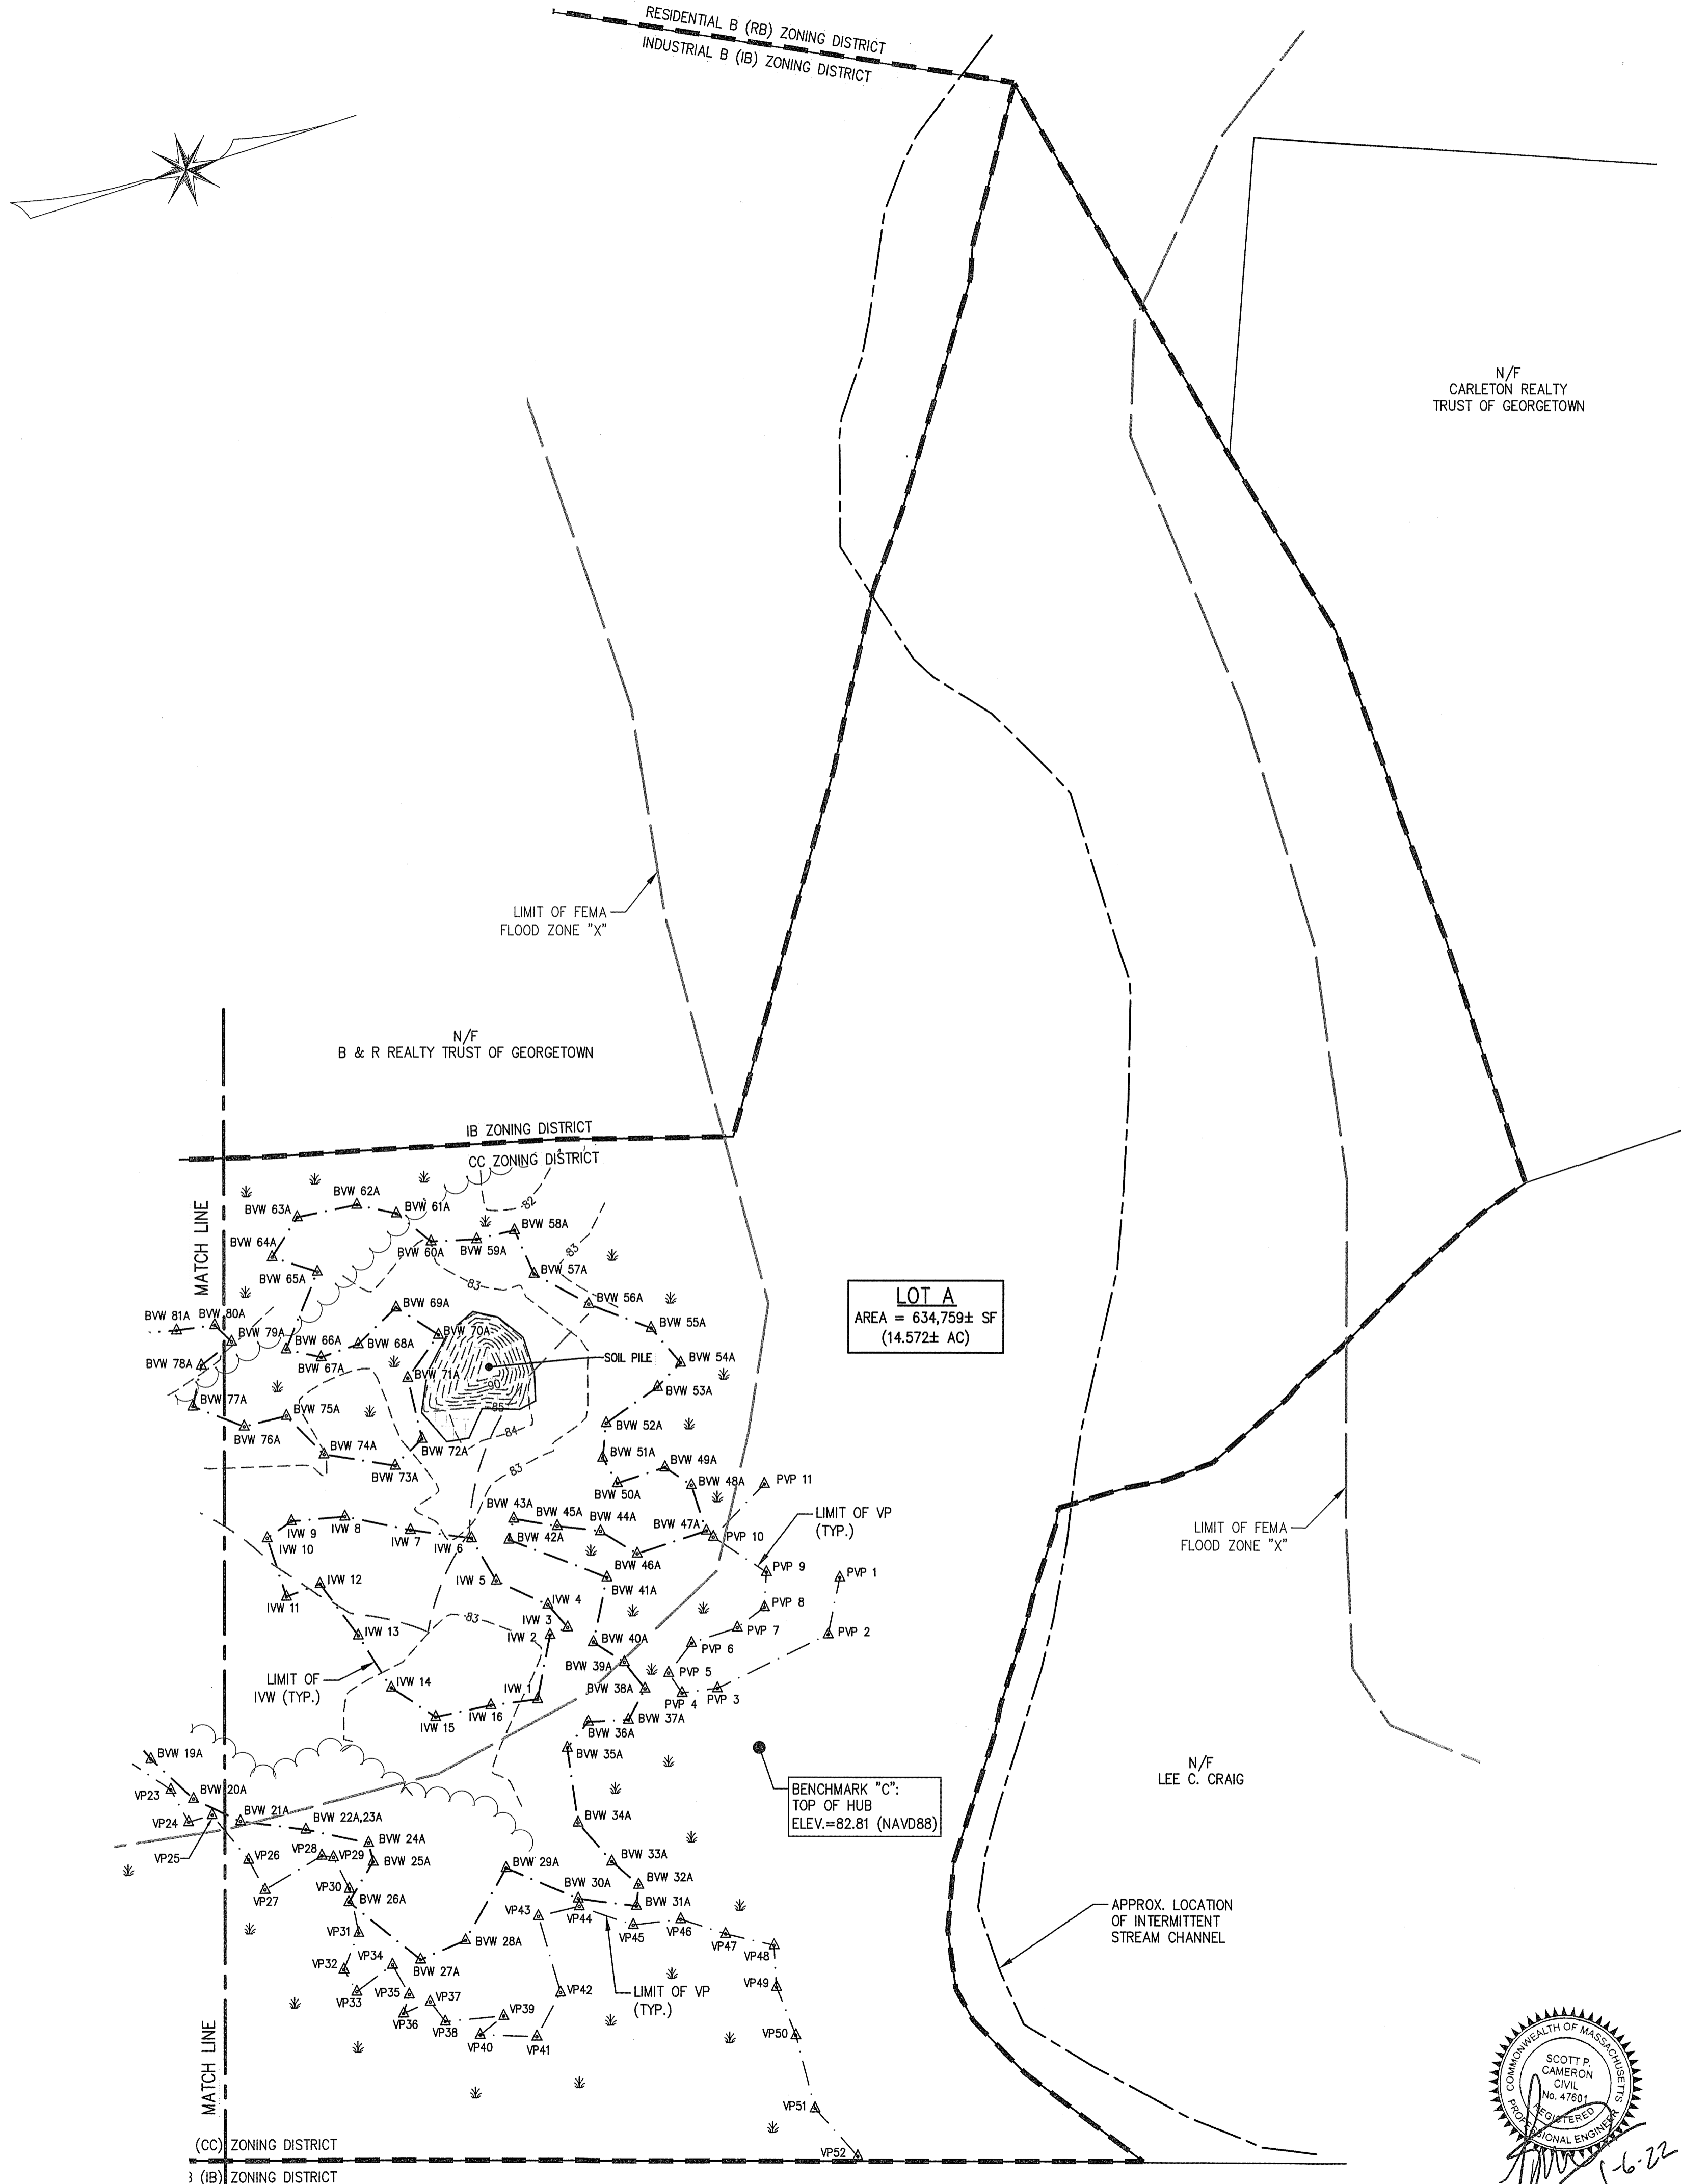 RESIDENTIAL B (RB) ZONING DISTRICT
INDUSTRIAL B (IB) ZONING DISTRICT
N/F
CARLETON REALTY
TRUST OF GEORGETOWN
LIMIT OF FEMA
FLOOD ZONE "X"
N/F
B & R REALTY TRUST OF GEORGETOWN
IB ZONING DISTRICT
CC ZONING DISTRICT
MATCH LINE
82
BVW 62A
BVW 63A
BVW 61A
BVW 58A
BVW 64A
BVW 60A
BVW 59A
83
BVW 65A
BVW 57A
83
BVW 56A
BVW 69A
BVW 81A
BVW 80A
BVW 55A
BVW 79A
BVW 70A
BVW 66A
BVW 68A
BVW 67A
SOIL PILE
BVW 78A
BVW 54A
BVW 71A
90
BVW 53A
BVW 77A
85
BVW 75A
BVW 52A
84
BVW 76A
BVW 74A
BVW 72A
BVW 51A
BVW 49A
BVW 73A
83
BVW 50A
BVW 48A
PVP 11
LOT A
AREA = 634,759± SF
(14.572± AC)
BVW 43A
BVW 45A
BVW 44A
BVW 47A
LIMIT OF VP
(TYP.)
IVW 9
IVW 8
IVW 7
IVW 6
BVW 42A
PVP 10
IVW 10
BVW 46A
PVP 9
PVP 1
IVW 12
IVW 5
BVW 41A
IVW 11
IVW 4
PVP 8
83
IVW 3
IVW 13
IVW 2
PVP 7
PVP 2
BVW 40A
PVP 6
BVW 39A
PVP 5
LIMIT OF
IVW (TYP.)
IVW 14
IVW 1
BVW 38A
PVP 4
PVP 3
IVW 16
IVW 15
BVW 37A
BVW 36A
BVW 35A
LIMIT OF FEMA
FLOOD ZONE "X"
BVW 19A
VP23
BVW 20A
VP24
BVW 21A
BVW 22A,23A
BVW 34A
BENCHMARK "C":
TOP OF HUB
ELEV.=82.81 (NAVD88)
N/F
LEE C. CRAIG
BVW 24A
VP25
VP26
VP28
VP29
BVW 25A
BVW 33A
BVW 29A
VP27
VP30
BVW 32A
BVW 26A
BVW 30A
BVW 31A
VP43
VP44
VP31
VP45
VP46
BVW 28A
VP47
VP48
VP34
VP32
BVW 27A
VP33
VP35
VP37
VP42
LIMIT OF VP
(TYP.)
VP49
VP36
VP38
VP39
VP40
VP41
VP50
APPROX. LOCATION
OF INTERMITTENT
STREAM CHANNEL
MATCH LINE
VP51
VP52
(CC) ZONING DISTRICT
(IB) ZONING DISTRICT
COMMONWEALTH OF MASSACHUSETTS
SCOTT P.
CAMERON
CIVIL
No. 47601
REGISTERED
PROFESSIONAL ENGINEER
1-6-22